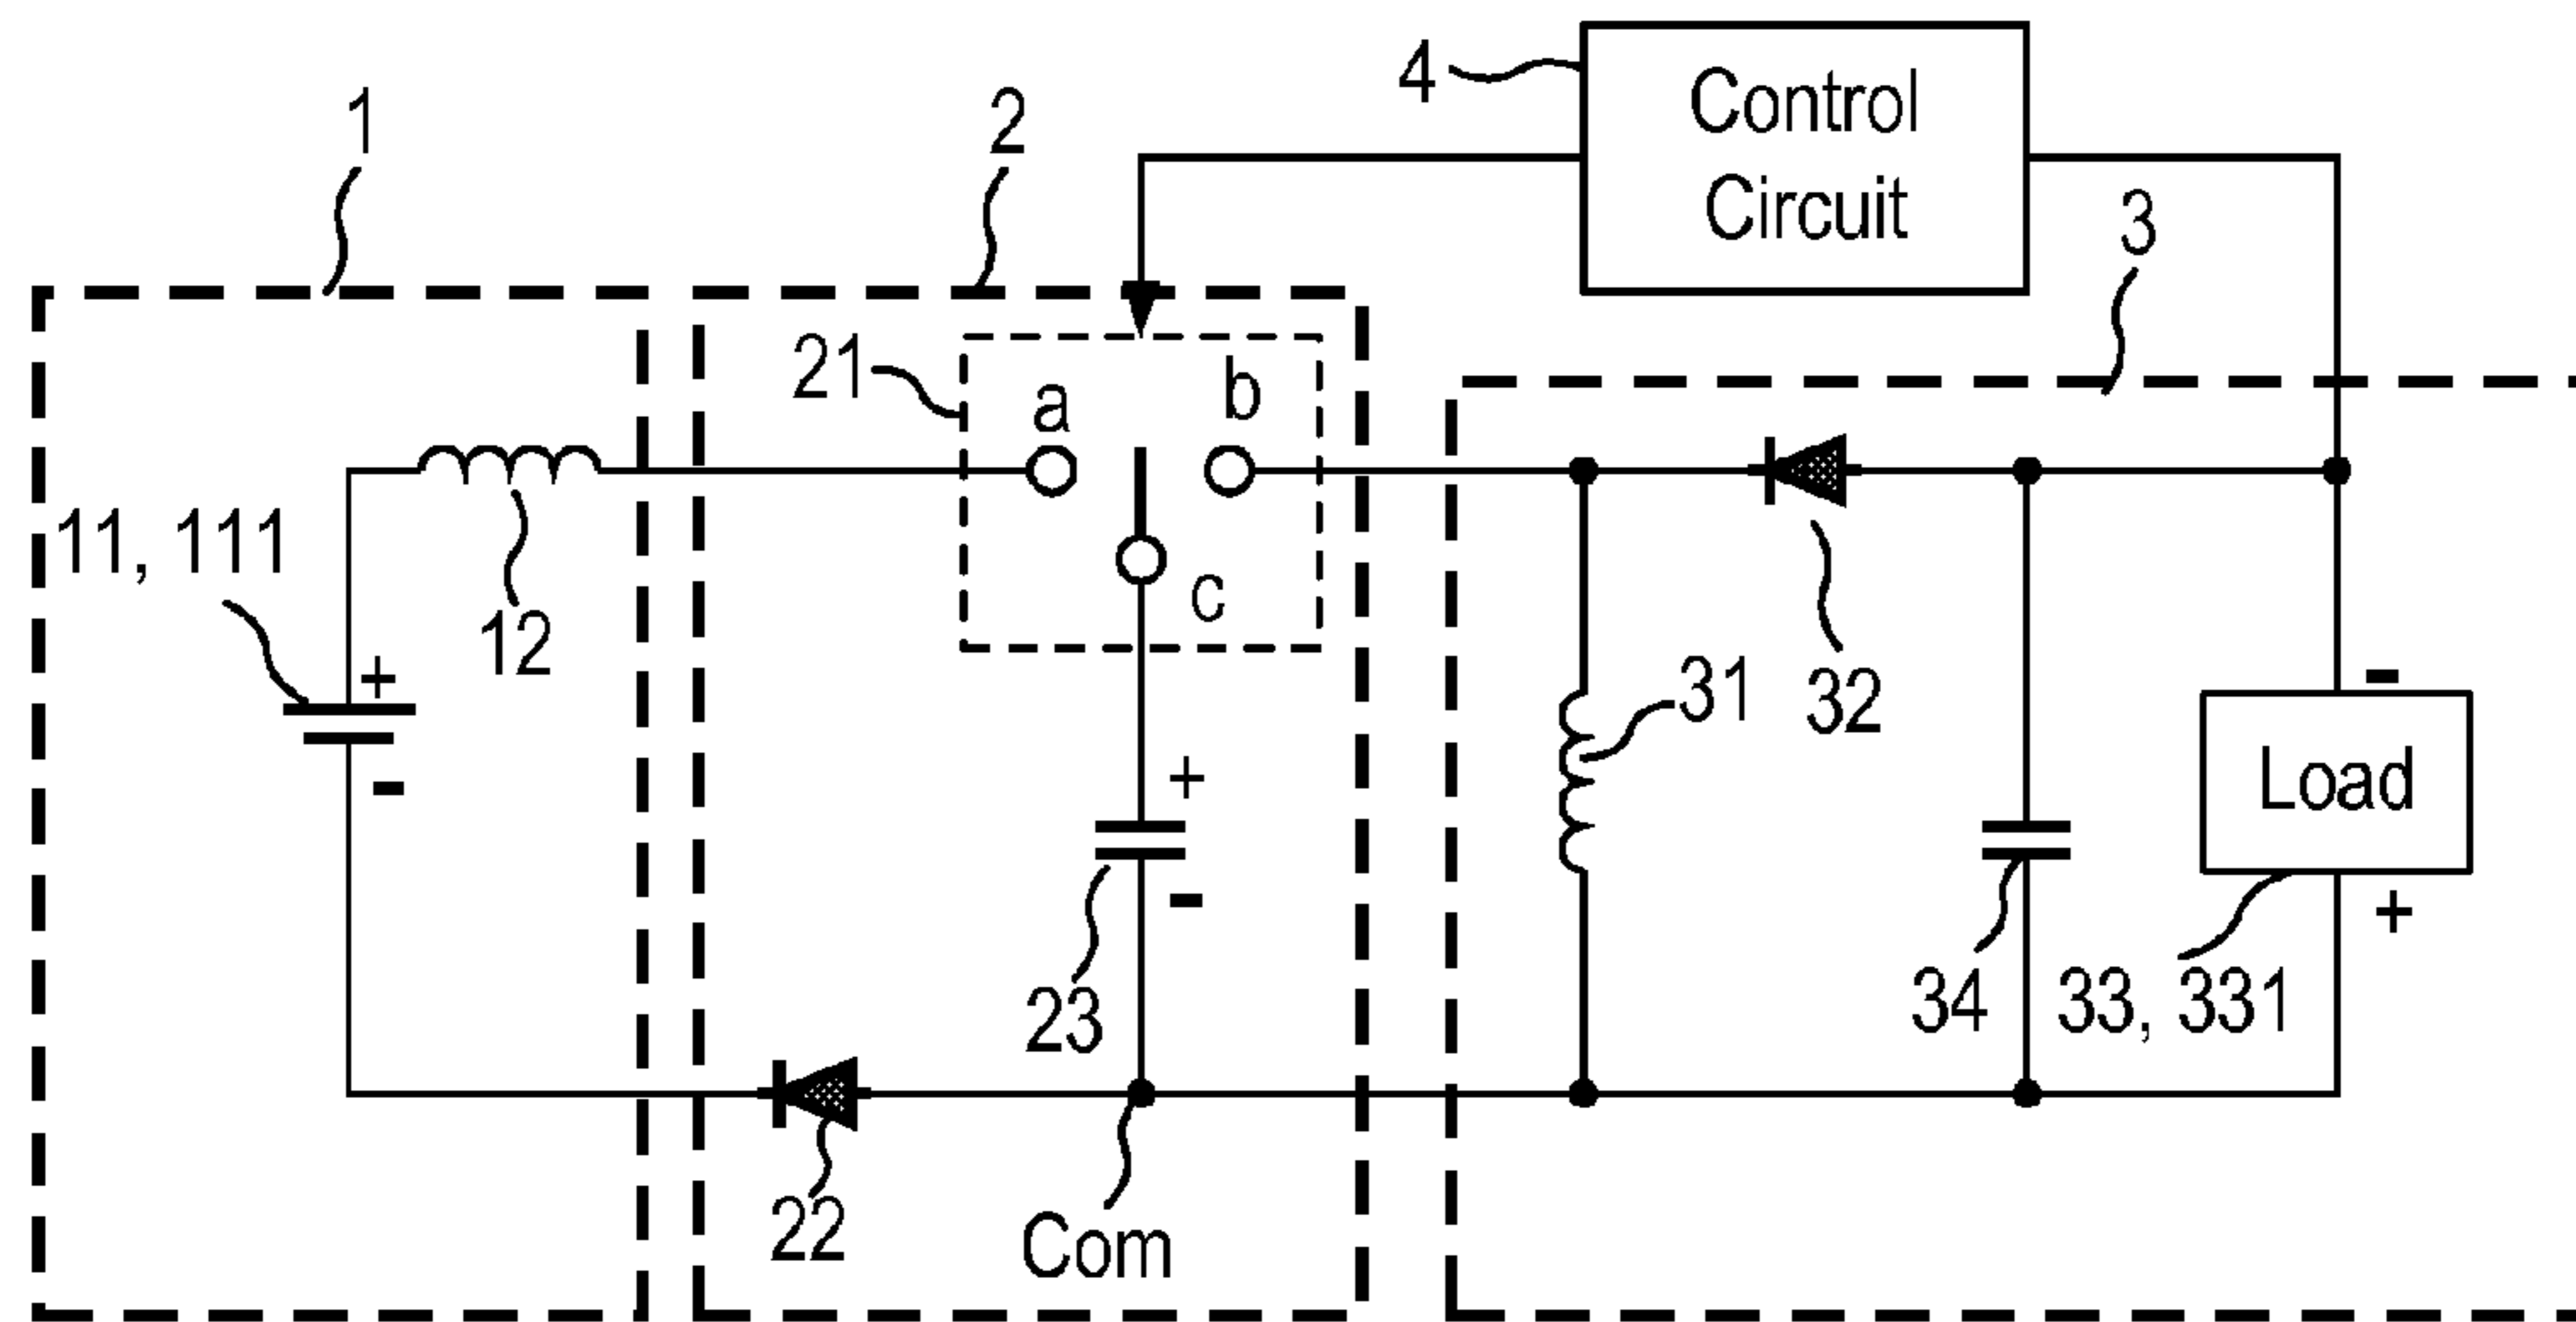 4
Control
Circuit
1
2
3
21
a
b
c
11, 111
12
+
-
31
32
-
Load
+
+
-
23
34
33, 331
22
Com